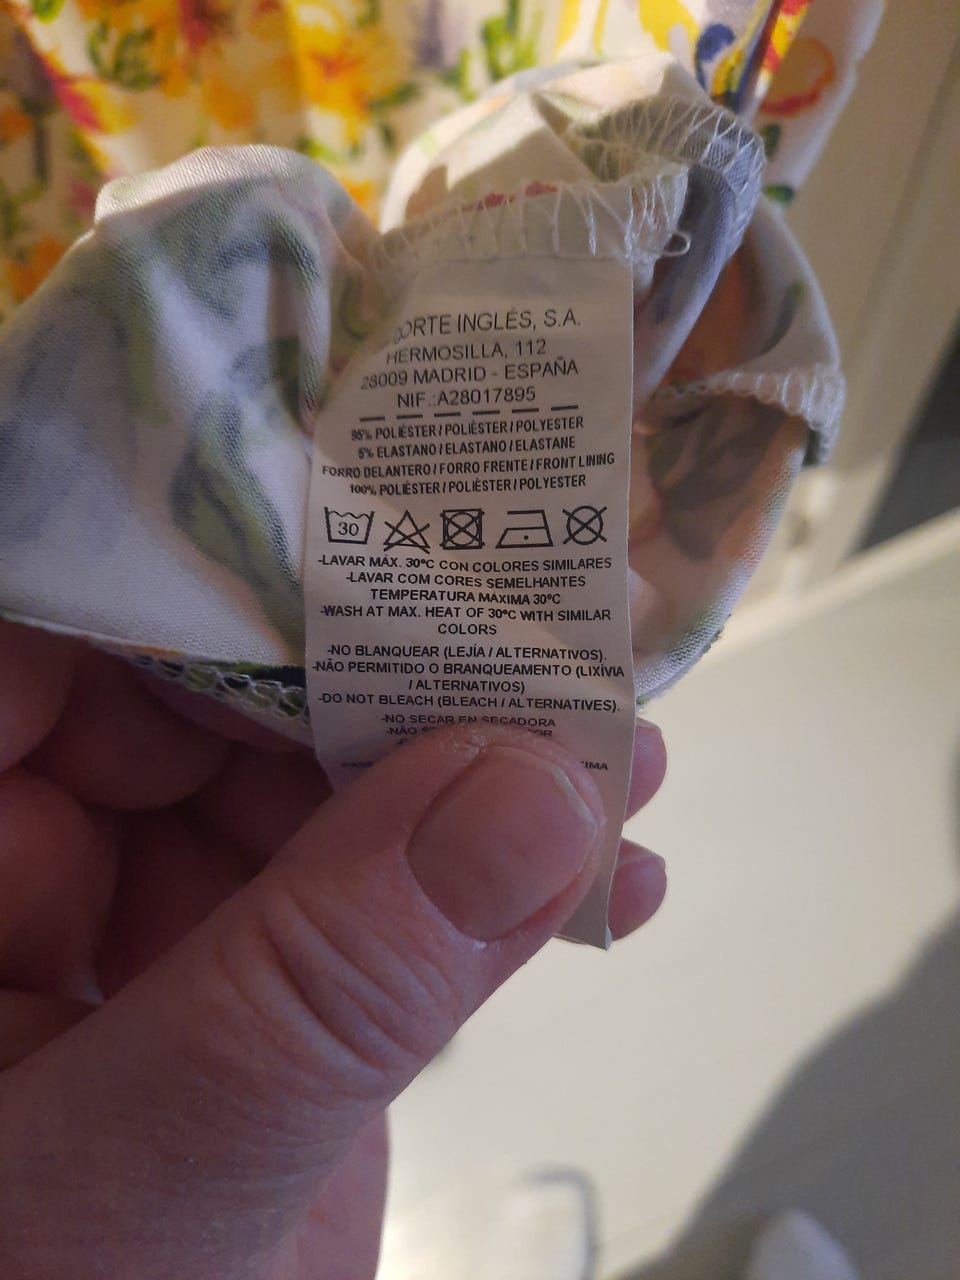 CORTE INGLÉS, S.A.
HERMOSILLA, 112
28009 MADRID - ESPAÑA
NIF.:A28017895
95% POLIÉSTER / POLIÉSTER / POLYESTER
5% ELASTANO / ELASTANO / ELASTANE
FORRO DELANTERO / FORRO FRENTE / FRONT LINING
100% POLIÉSTER / POLIÉSTER / POLYESTER
30
-LAVAR MÁX. 30ºC CON COLORES SIMILARES
-LAVAR COM CORES SEMELHANTES
TEMPERATURA MÁXIMA 30ºC
-WASH AT MAX. HEAT OF 30ºC WITH SIMILAR
COLORS
-NO BLANQUEAR (LEJÍA / ALTERNATIVOS).
-NÃO PERMITIDO O BRANQUEAMENTO (LIXÍVIA
/ ALTERNATIVOS)
-DO NOT BLEACH (BLEACH / ALTERNATIVES).
-NO SECAR EN SECADORA
-NÃO